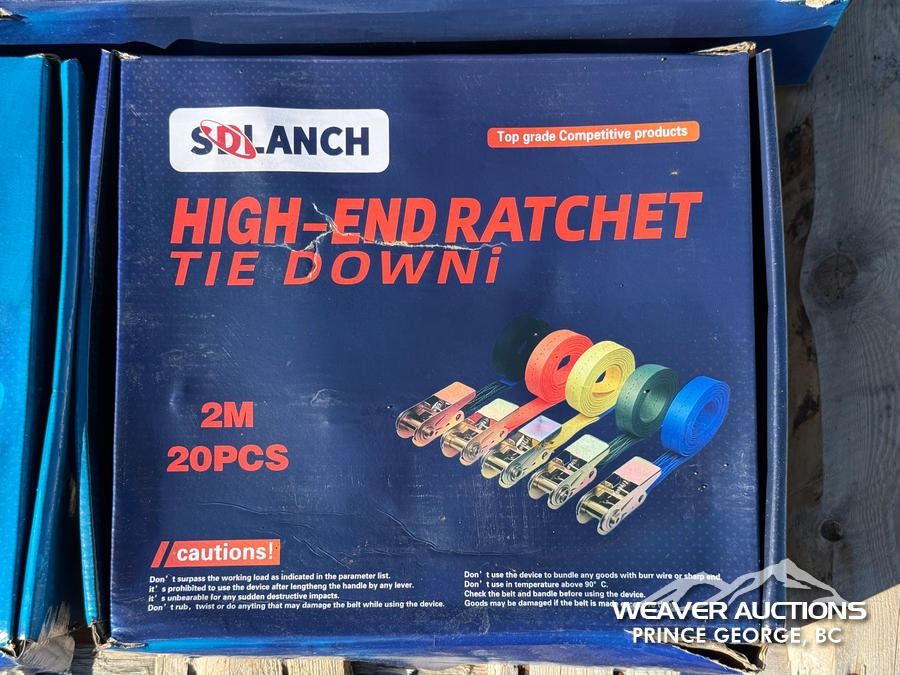 SDLANCH
Top grade Competitive products
HIGH-END RATCHET
TIE DOWNi
2M
20PCS
cautions!
Don't surpass the working load as indicated in the parameter list.
it's prohibited to use the device after lengtheng the handle by any lever.
it's unbearable for any sudden destructive impacts.
Don't rub, twist or do anyting that may damage the belt while using the device.
Don't use the device to bundle any goods with burr wire or sharp end.
Don't use in temperature above 90° C.
Check the belt and bandle before using the device.
Goods may be damaged if the belt is made
WEAVER AUCTIONS
PRINCE GEORGE, BC